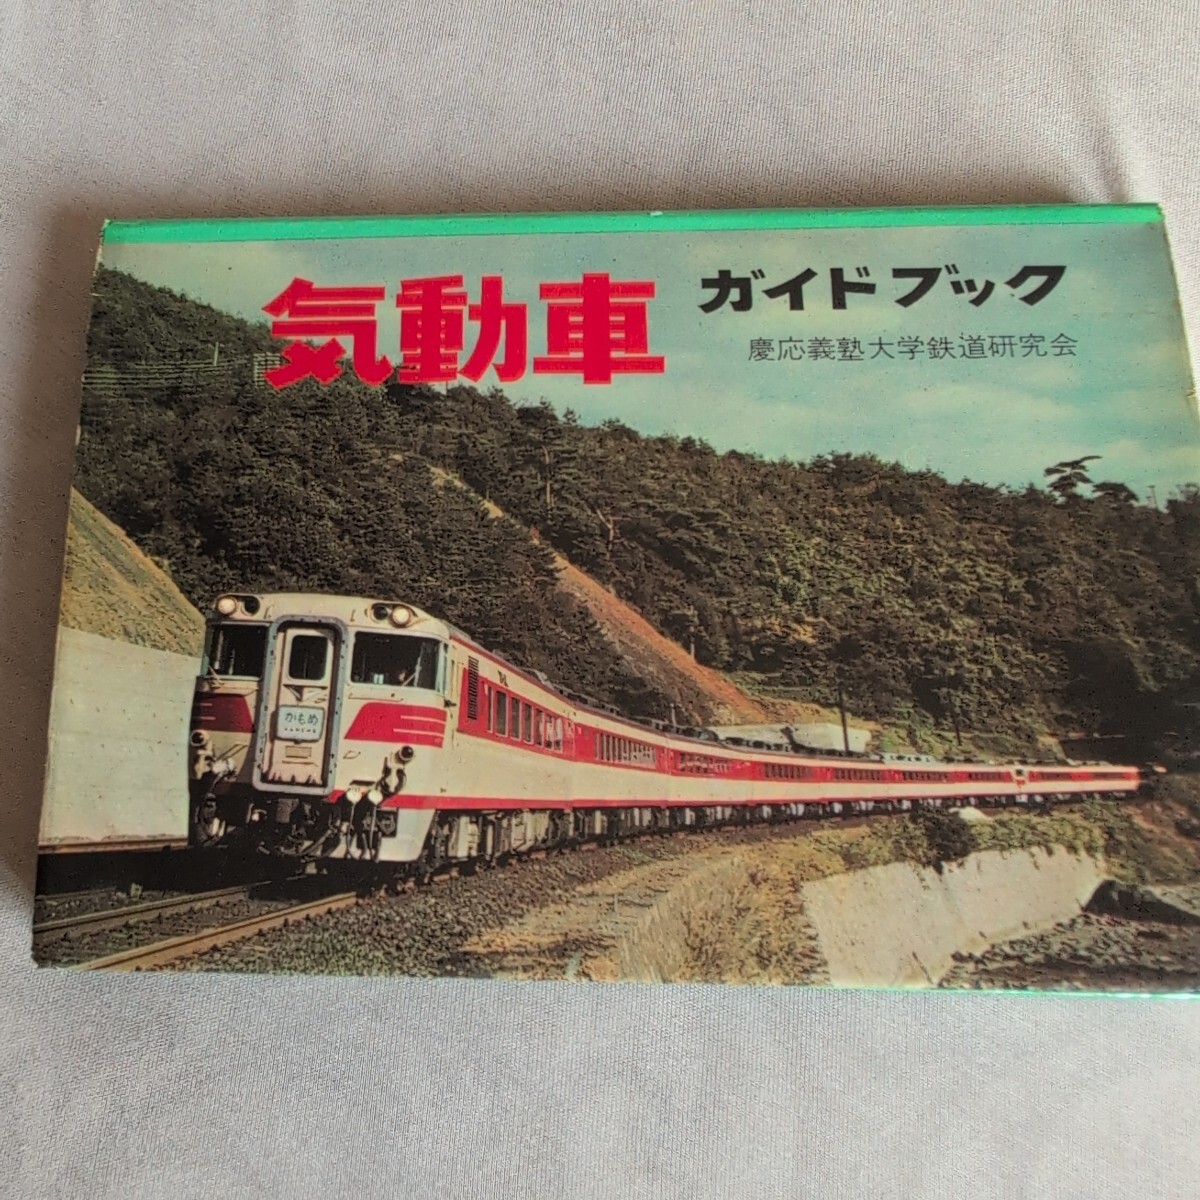 気動車 ガイドブック
慶応義塾大学鉄道研究会
かもめ